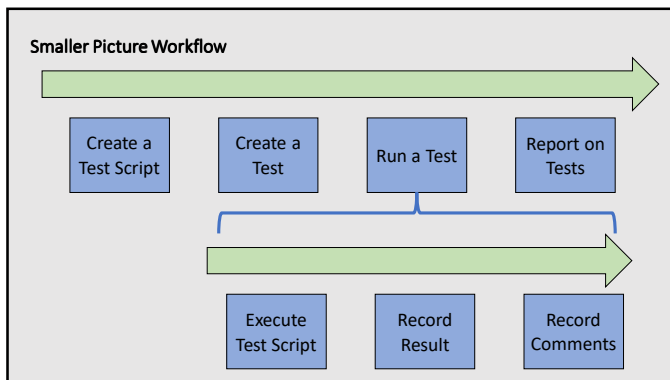 Smaller Picture Workflow
Create a
Test Script
Create a
Test
Run a Test
Report on
Tests
Execute
Test Script
Record
Result
Record
Comments